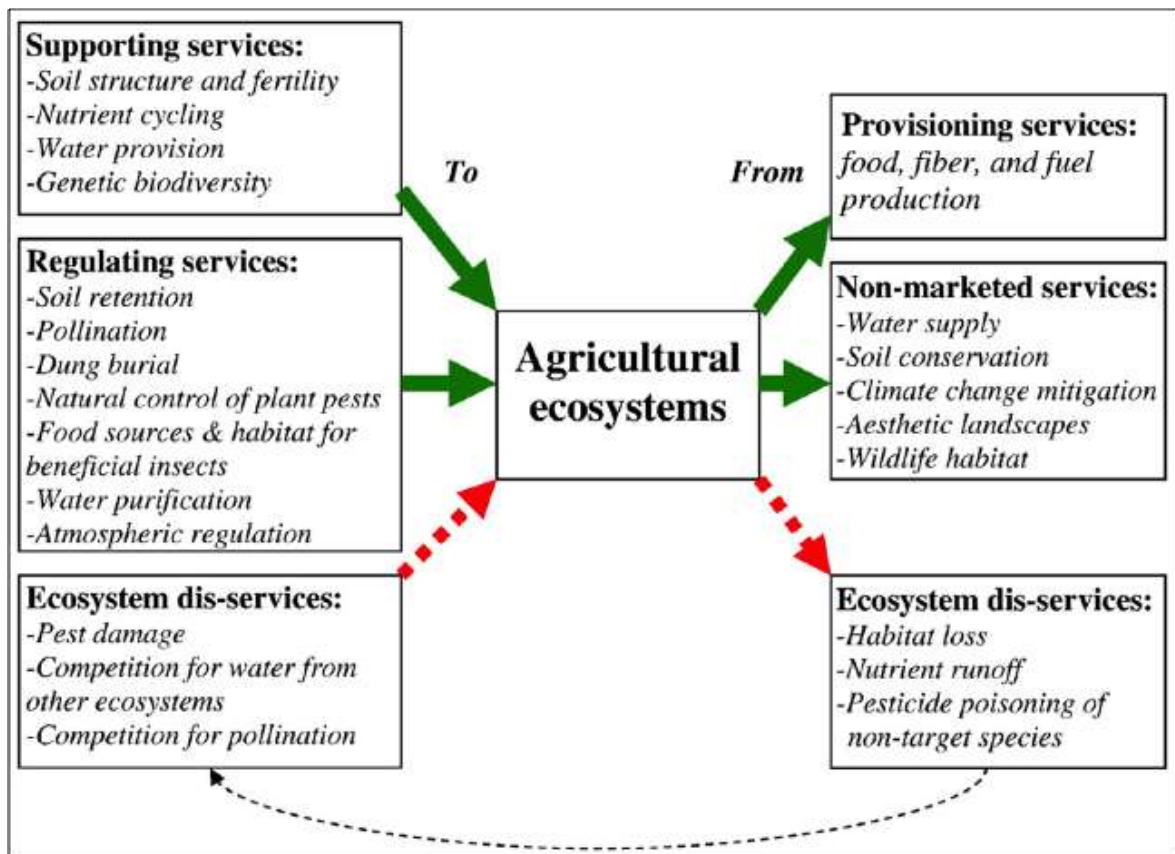 Supporting services:
-Soil structure and fertility
-Nutrient cycling
-Water provision
-Genetic biodiversity
To
Regulating services:
-Soil retention
-Pollination
-Dung burial
-Natural control of plant pests
-Food sources & habitat for
beneficial insects
-Water purification
-Atmospheric regulation
Ecosystem dis-services:
-Pest damage
-Competition for water from
other ecosystems
-Competition for pollination
Agricultural
ecosystems
From
Provisioning services:
food, fiber, and fuel
production
Non-marketed services:
-Water supply
-Soil conservation
-Climate change mitigation
-Aesthetic landscapes
-Wildlife habitat
Ecosystem dis-services:
-Habitat loss
-Nutrient runoff
-Pesticide poisoning of
non-target species